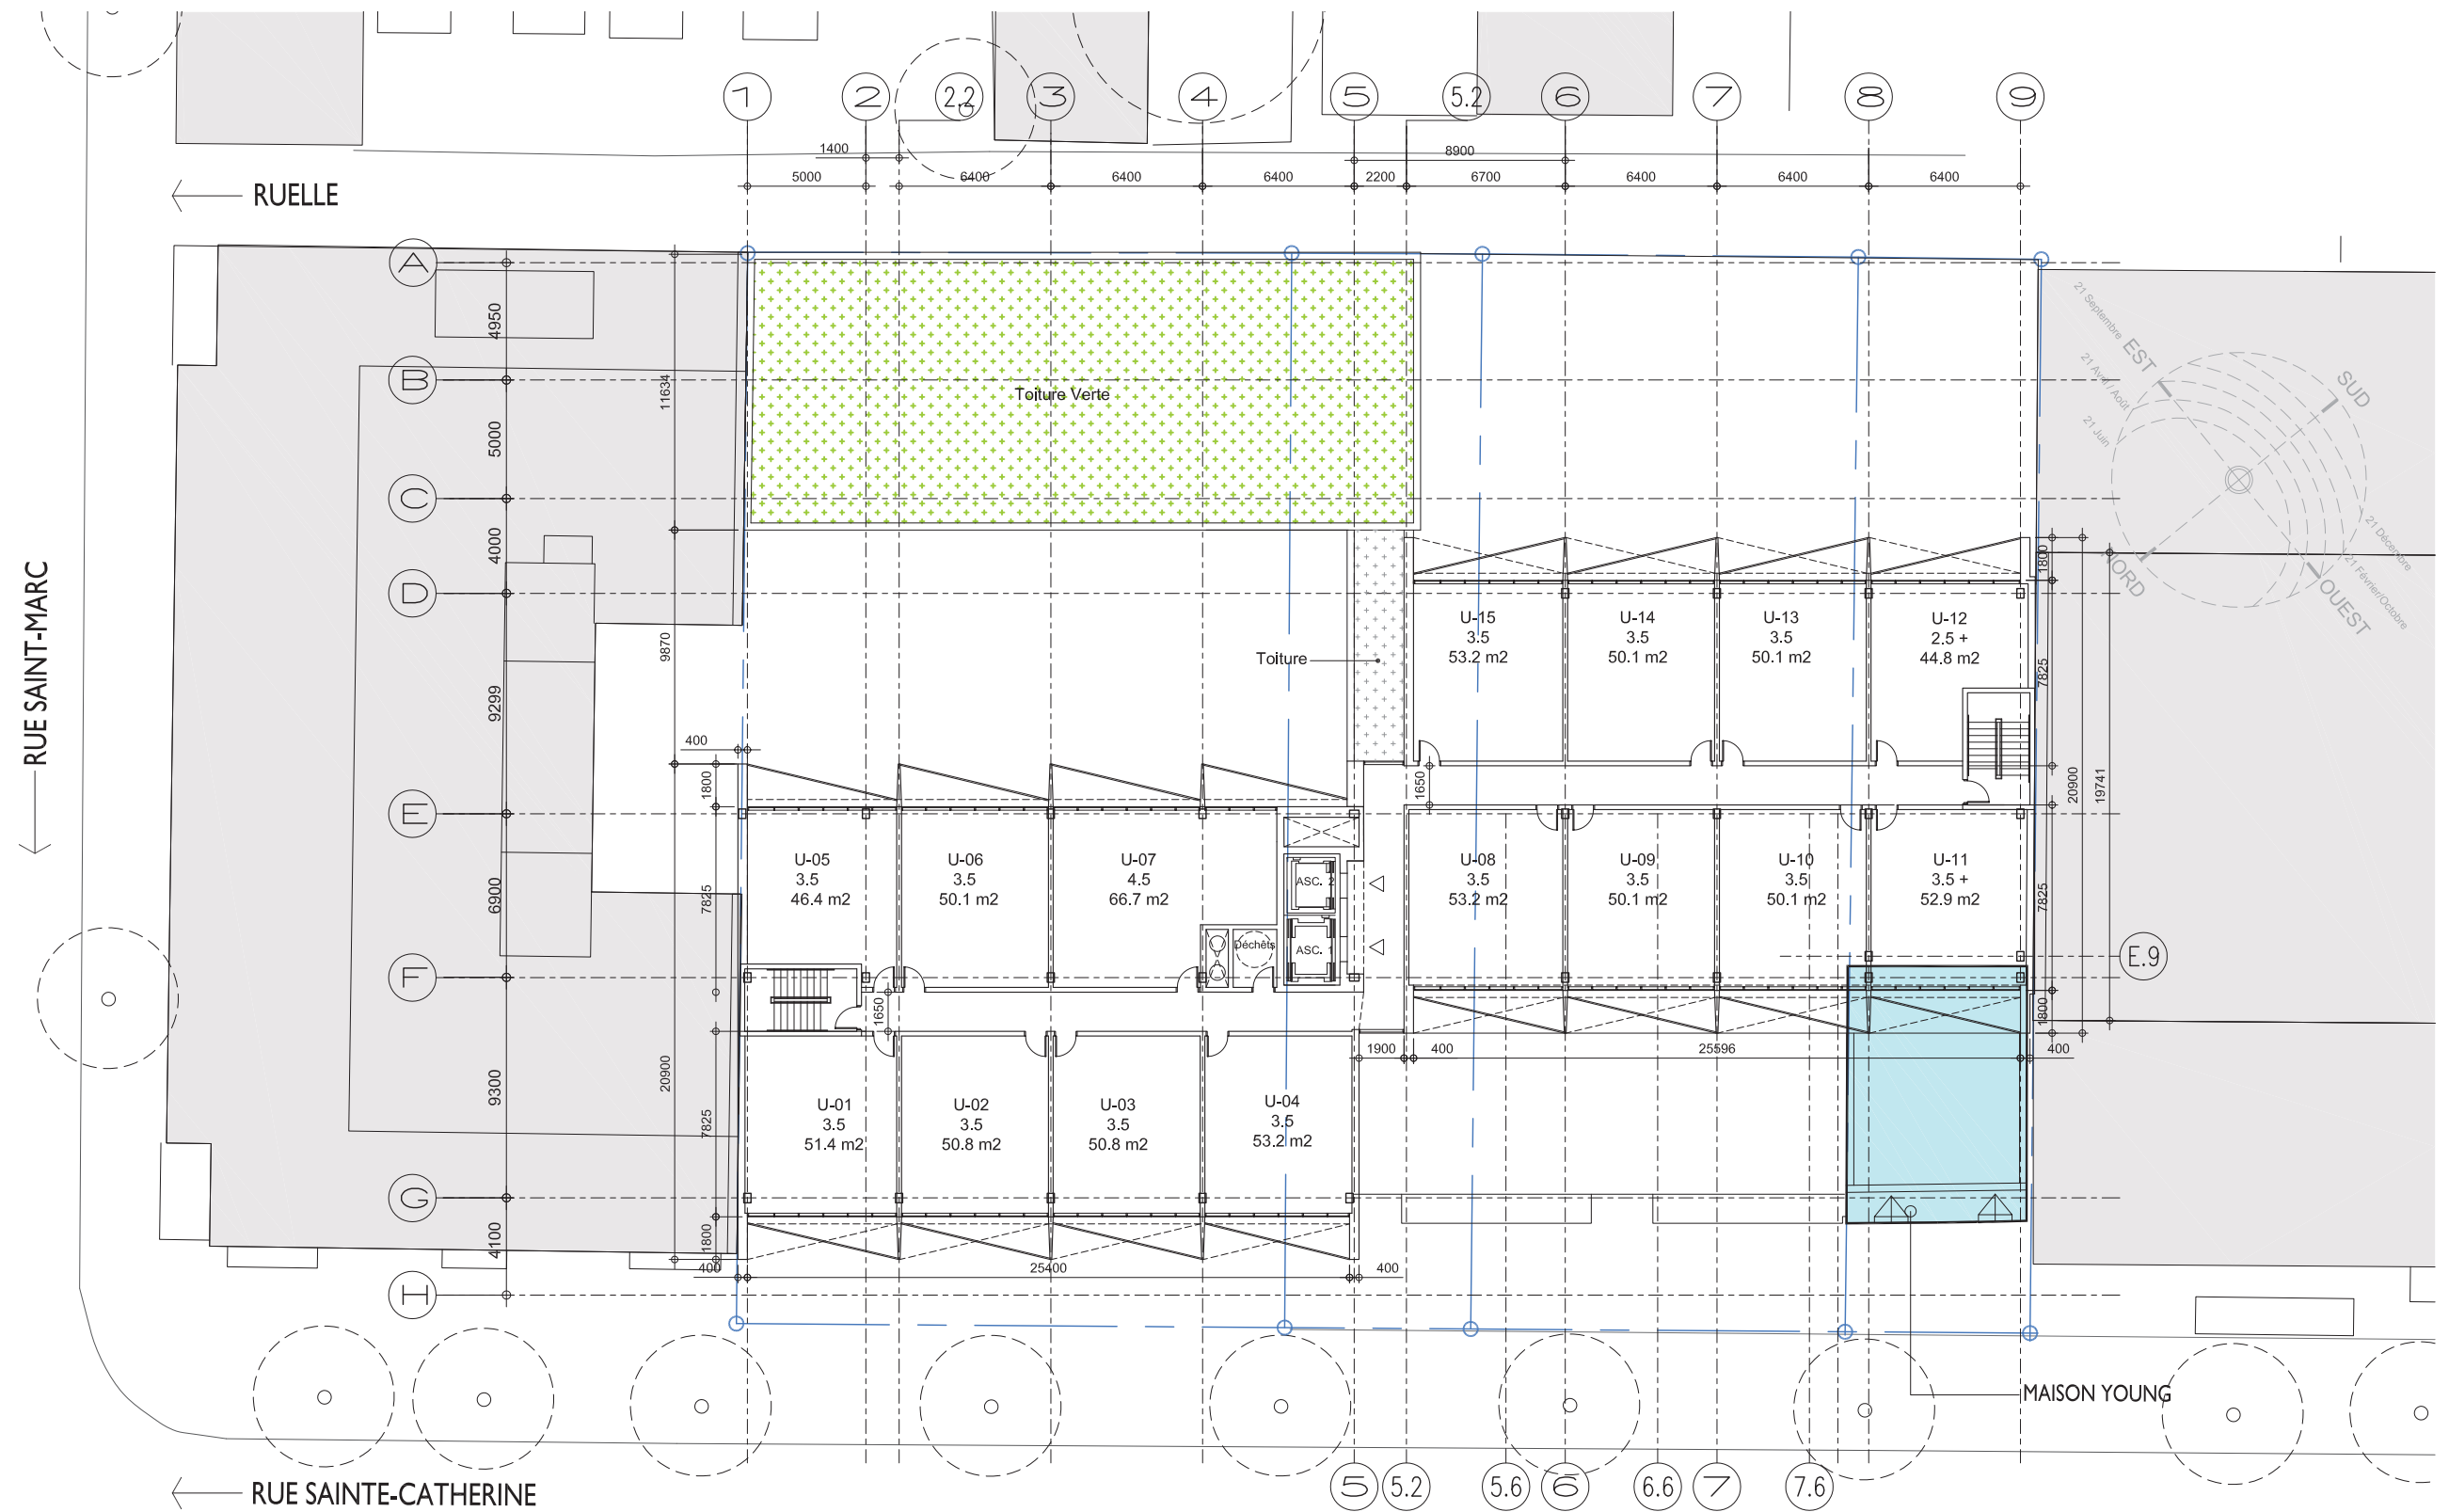 1
2
2.2
3
4
5
5.2
6
7
8
9
1400
8900
5000
6400
6400
6400
2200
6700
6400
6400
6400
RUELLE
A
B
C
D
E
F
G
H
4950
5000
4000
9299
6900
9300
4100
RUE SAINT-MARC
11634
9870
400
1800
7825
20900
7825
1800
1650
Toiture Verte
Toiture
21 Septembre
EST
21 Avril / Août
21 Juin
SUD
NORD
OUEST
21 Décembre
21 Février/Octobre
U-15
3.5
53.2 m2
U-14
3.5
50.1 m2
U-13
3.5
50.1 m2
U-12
2.5 +
44.8 m2
1800
7825
20900
19741
7825
1800
1650
U-05
3.5
46.4 m2
U-06
3.5
50.1 m2
U-07
4.5
66.7 m2
ASC. 2
ASC. 1
Déchêts
U-08
3.5
53.2 m2
U-09
3.5
50.1 m2
U-10
3.5
50.1 m2
U-11
3.5 +
52.9 m2
E.9
1900
400
25596
400
U-01
3.5
51.4 m2
U-02
3.5
50.8 m2
U-03
3.5
50.8 m2
U-04
3.5
53.2 m2
400
25400
400
MAISON YOUNG
RUE SAINTE-CATHERINE
5
5.2
5.6
6
6.6
7
7.6